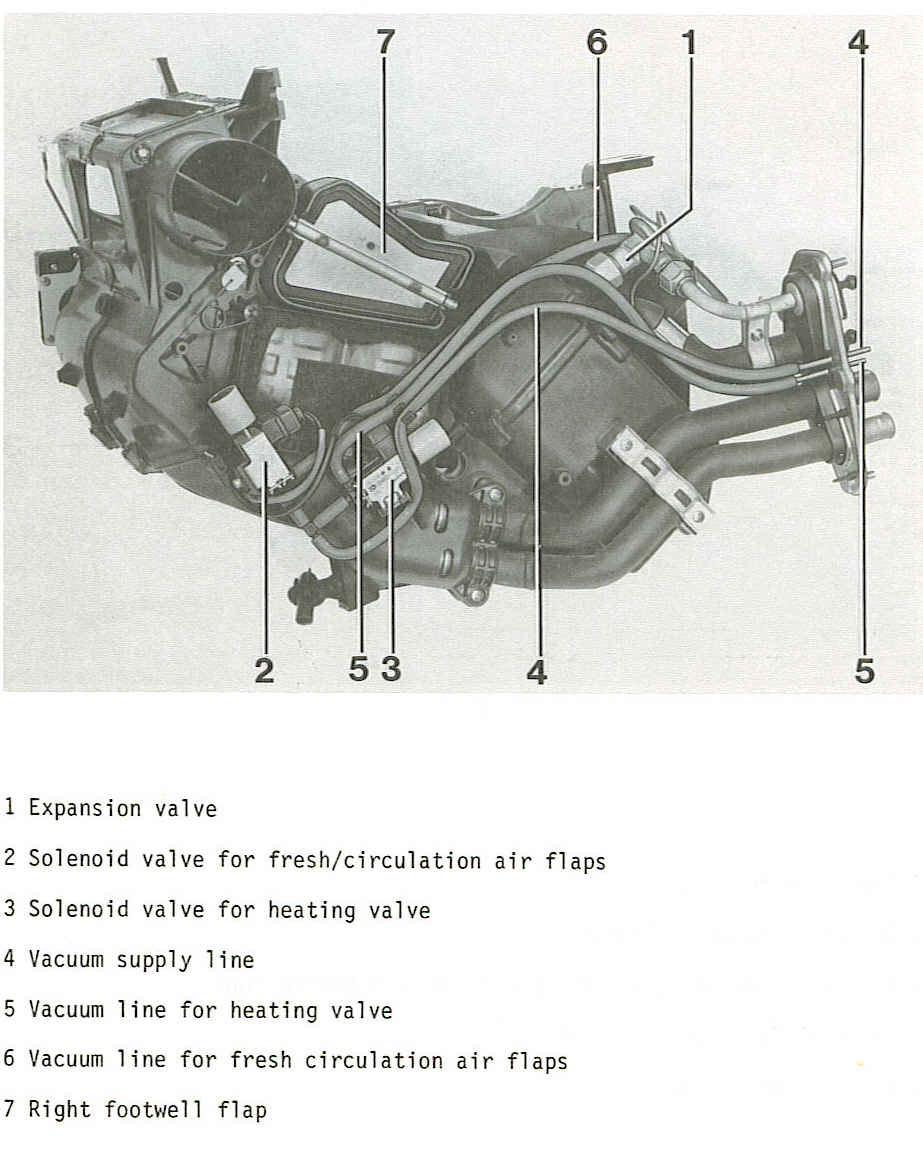 7 6 1 4
2 5 3 4 5
1 Expansion valve
2 Solenoid valve for fresh/circulation air flaps
3 Solenoid valve for heating valve
4 Vacuum supply line
5 Vacuum line for heating valve
6 Vacuum line for fresh circulation air flaps
7 Right footwell flap